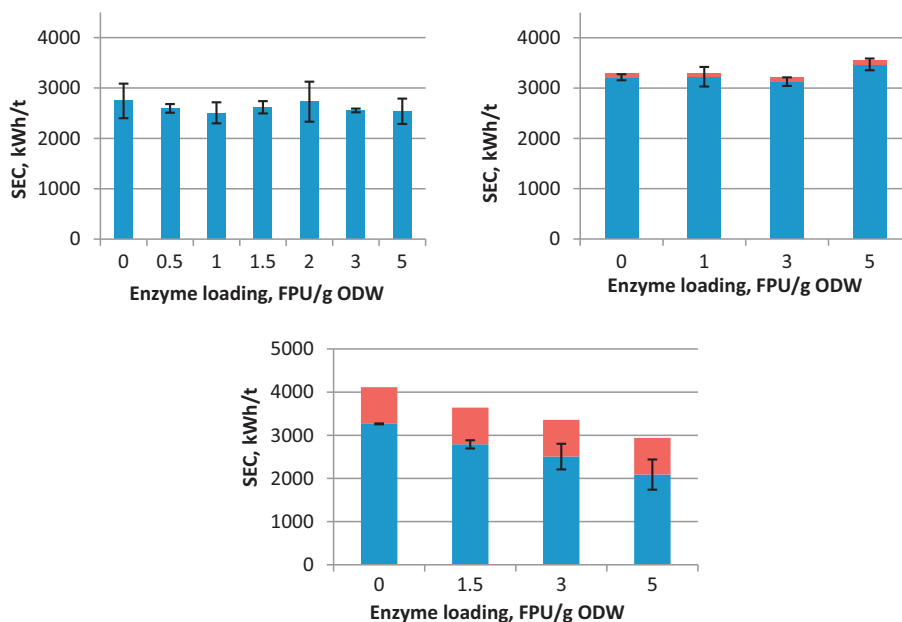 4000
3000
2000
1000
0
SEC, kWh/t
0 0.5 1 1.5 2 3 5
Enzyme loading, FPU/g ODW
4000
3000
2000
1000
0
SEC, kWh/t
0 1 3 5
Enzyme loading, FPU/g ODW
5000
4000
3000
2000
1000
0
SEC, kWh/t
0 1.5 3 5
Enzyme loading, FPU/g ODW